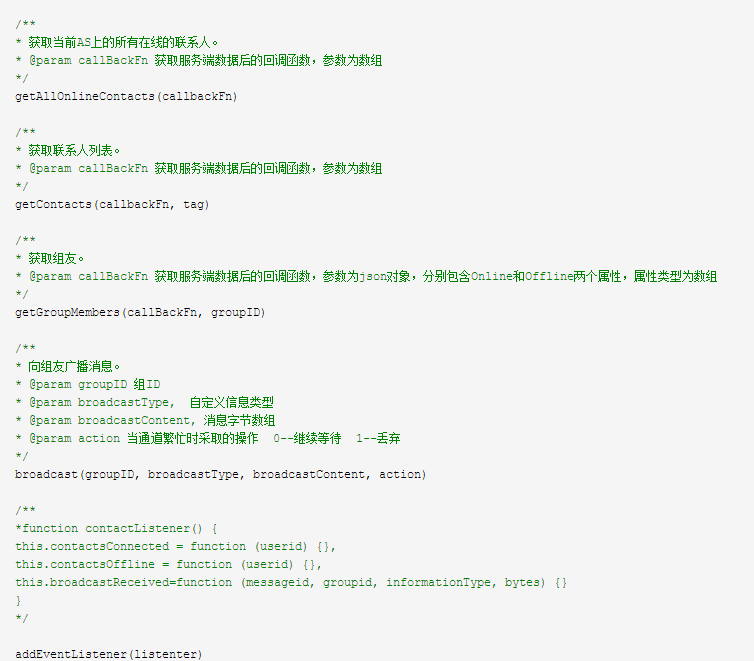 /**
* 获取当前AS上的所有在线的联系人。
* @param callBackFn 获取服务端数据后的回调函数，参数为数组
*/
getAllOnlineContacts(callbackFn)
/**
* 获取联系人列表。
* @param callBackFn 获取服务端数据后的回调函数，参数为数组
*/
getContacts(callbackFn, tag)
/**
* 获取组友。
* @param callBackFn 获取服务端数据后的回调函数，参数为json对象，分别包含Online和Offline两个属性，属性类型为数组
*/
getGroupMembers(callBackFn, groupID)
/**
* 向组友广播消息。
* @param groupID 组ID
* @param broadcastType,  自定义信息类型
* @param broadcastContent, 消息字节数组
* @param action 当通道繁忙时采取的操作  0--继续等待  1--丢弃
*/
broadcast(groupID, broadcastType, broadcastContent, action)
/**
*function contactListener() {
this.contactsConnected = function (userid) {},
this.contactsOffline = function (userid) {},
this.broadcastReceived=function (messageid, groupid, informationType, bytes) {}
}
*/
addEventListener(listenter)